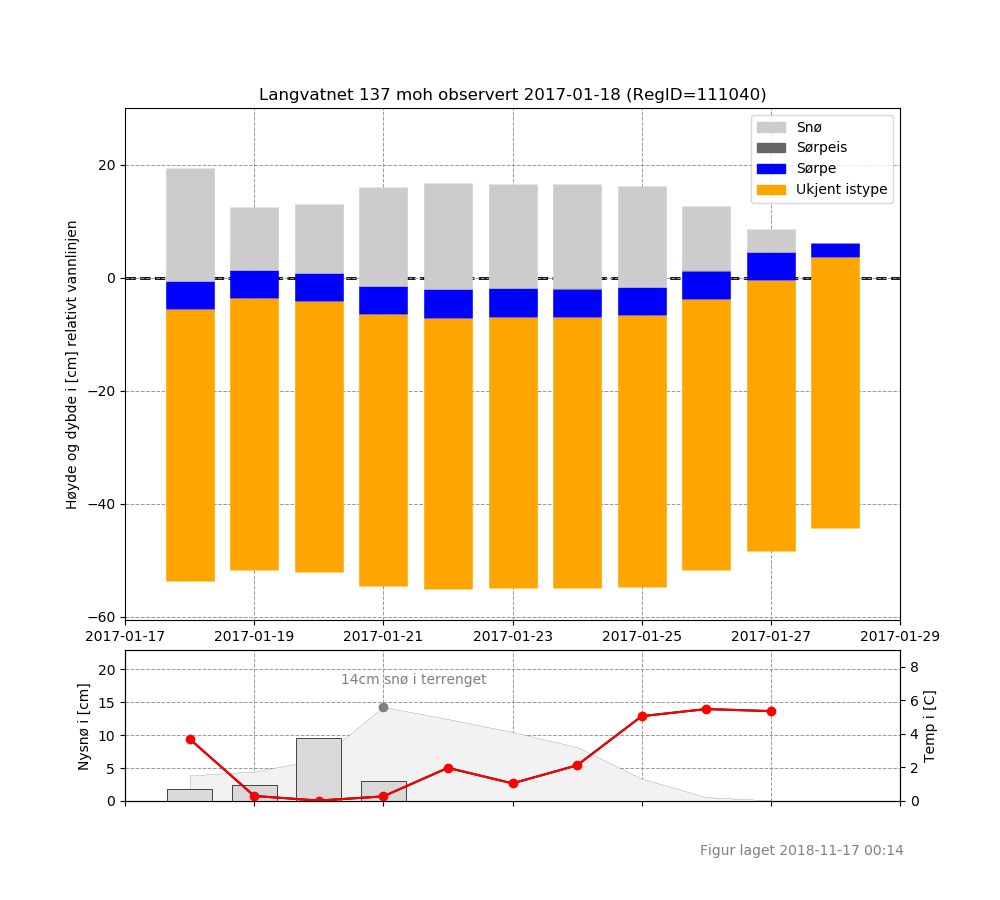 Langvatnet 137 moh observert 2017-01-18 (RegID=111040)
Snø
Sørpeis
Sørpe
Ukjent istype
Høyde og dybde i [cm] relativt vannlinjen
20
0
−20
−40
−60
2017-01-17 2017-01-19 2017-01-21 2017-01-23 2017-01-25 2017-01-27 2017-01-29
14cm snø i terrenget
Nysnø i [cm]
20
15
10
5
0
Temp i [C]
8
6
4
2
0
Figur laget 2018-11-17 00:14